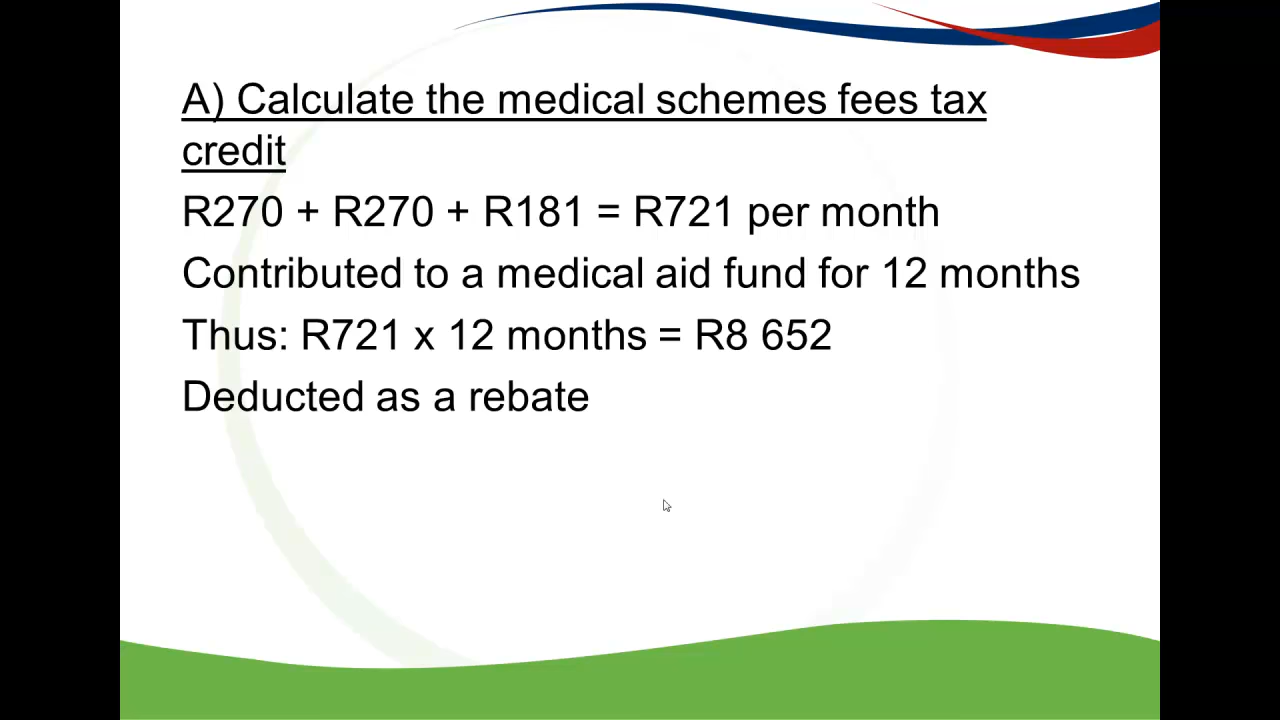 A) Calculate the medical schemes fees tax
credit
R270 + R270 + R181 = R721 per month
Contributed to a medical aid fund for 12 months
Thus: R721 x 12 months = R8 652
Deducted as a rebate